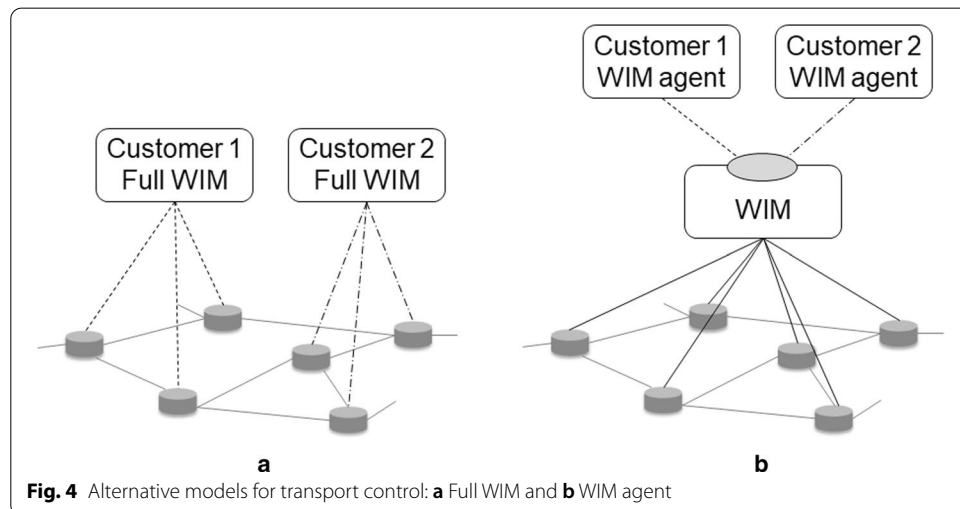 Customer 1
WIM agent
Customer 2
WIM agent
Customer 1
Full WIM
Customer 2
Full WIM
WIM
a
b
Fig. 4 Alternative models for transport control: a Full WIM and b WIM agent